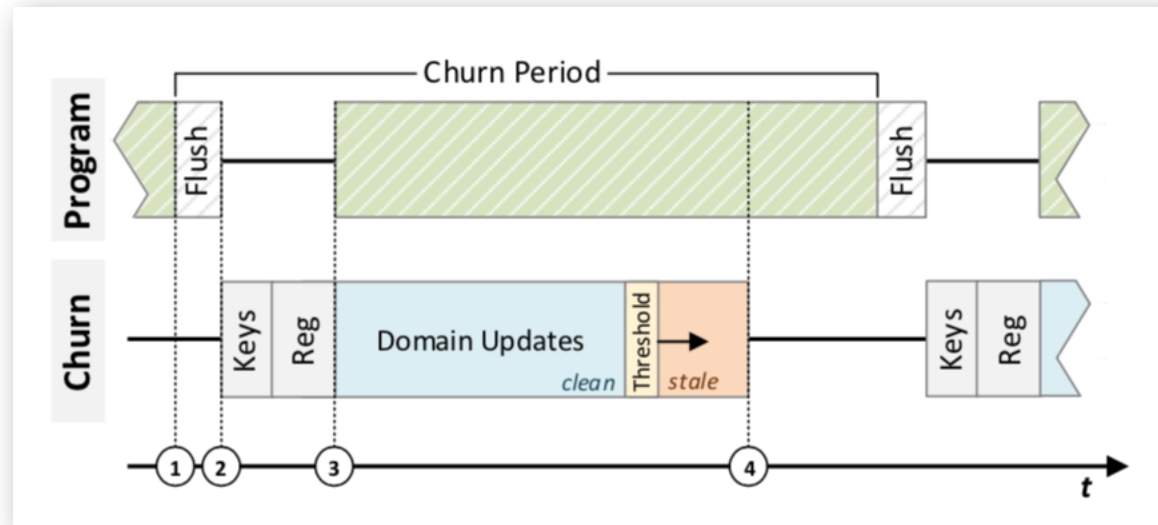 Churn Period
Program
Flush
Flush
Churn
Keys
Reg
Domain Updates
clean
Threshold
stale
Keys
Reg
1
2
3
4
t